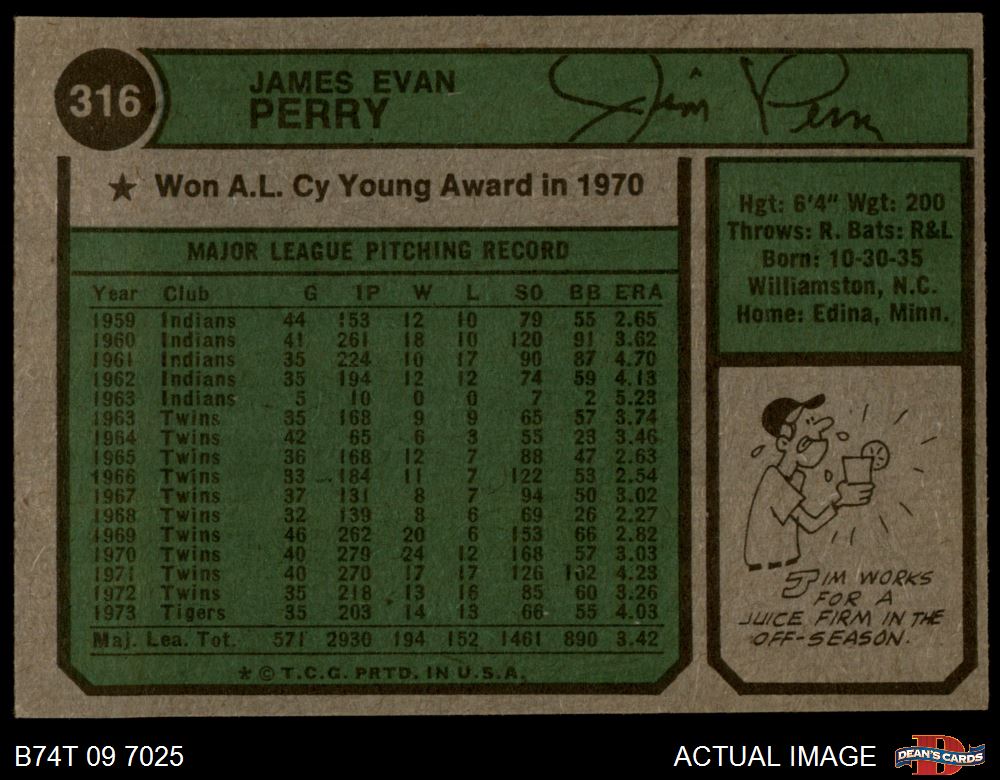 316
JAMES EVAN
PERRY
Jim Perry
★ Won A.L. Cy Young Award in 1970
MAJOR LEAGUE PITCHING RECORD
Year Club G IP W L SO BB ERA
1959 Indians 44 153 12 10 79 55 2.65
1960 Indians 41 261 18 10 120 91 3.62
1961 Indians 35 224 10 17 90 87 4.70
1962 Indians 35 194 12 12 74 59 4.13
1963 Indians 5 10 0 0 7 2 5.23
1963 Twins 35 168 9 9 65 57 3.74
1964 Twins 42 65 6 3 55 23 3.46
1965 Twins 36 168 12 7 88 47 2.63
1966 Twins 33 184 11 7 122 53 2.54
1967 Twins 37 131 8 7 94 50 3.02
1968 Twins 32 139 8 6 69 26 2.27
1969 Twins 46 262 20 6 153 66 2.82
1970 Twins 40 279 24 12 168 57 3.03
1971 Twins 40 270 17 17 126 102 4.23
1972 Twins 35 218 13 16 85 60 3.26
1973 Tigers 35 203 14 13 66 55 4.03
Maj. Lea. Tot. 571 2930 194 152 1461 890 3.42
* © T.C.G. PRTD. IN U.S.A.
Hgt: 6'4" Wgt: 200
Throws: R. Bats: R&L
Born: 10-30-35
Williamston, N.C.
Home: Edina, Minn.
JIM WORKS
FOR A
JUICE FIRM IN THE
OFF-SEASON.
B74T 09 7025
ACTUAL IMAGE
D
DEAN'S CARDS